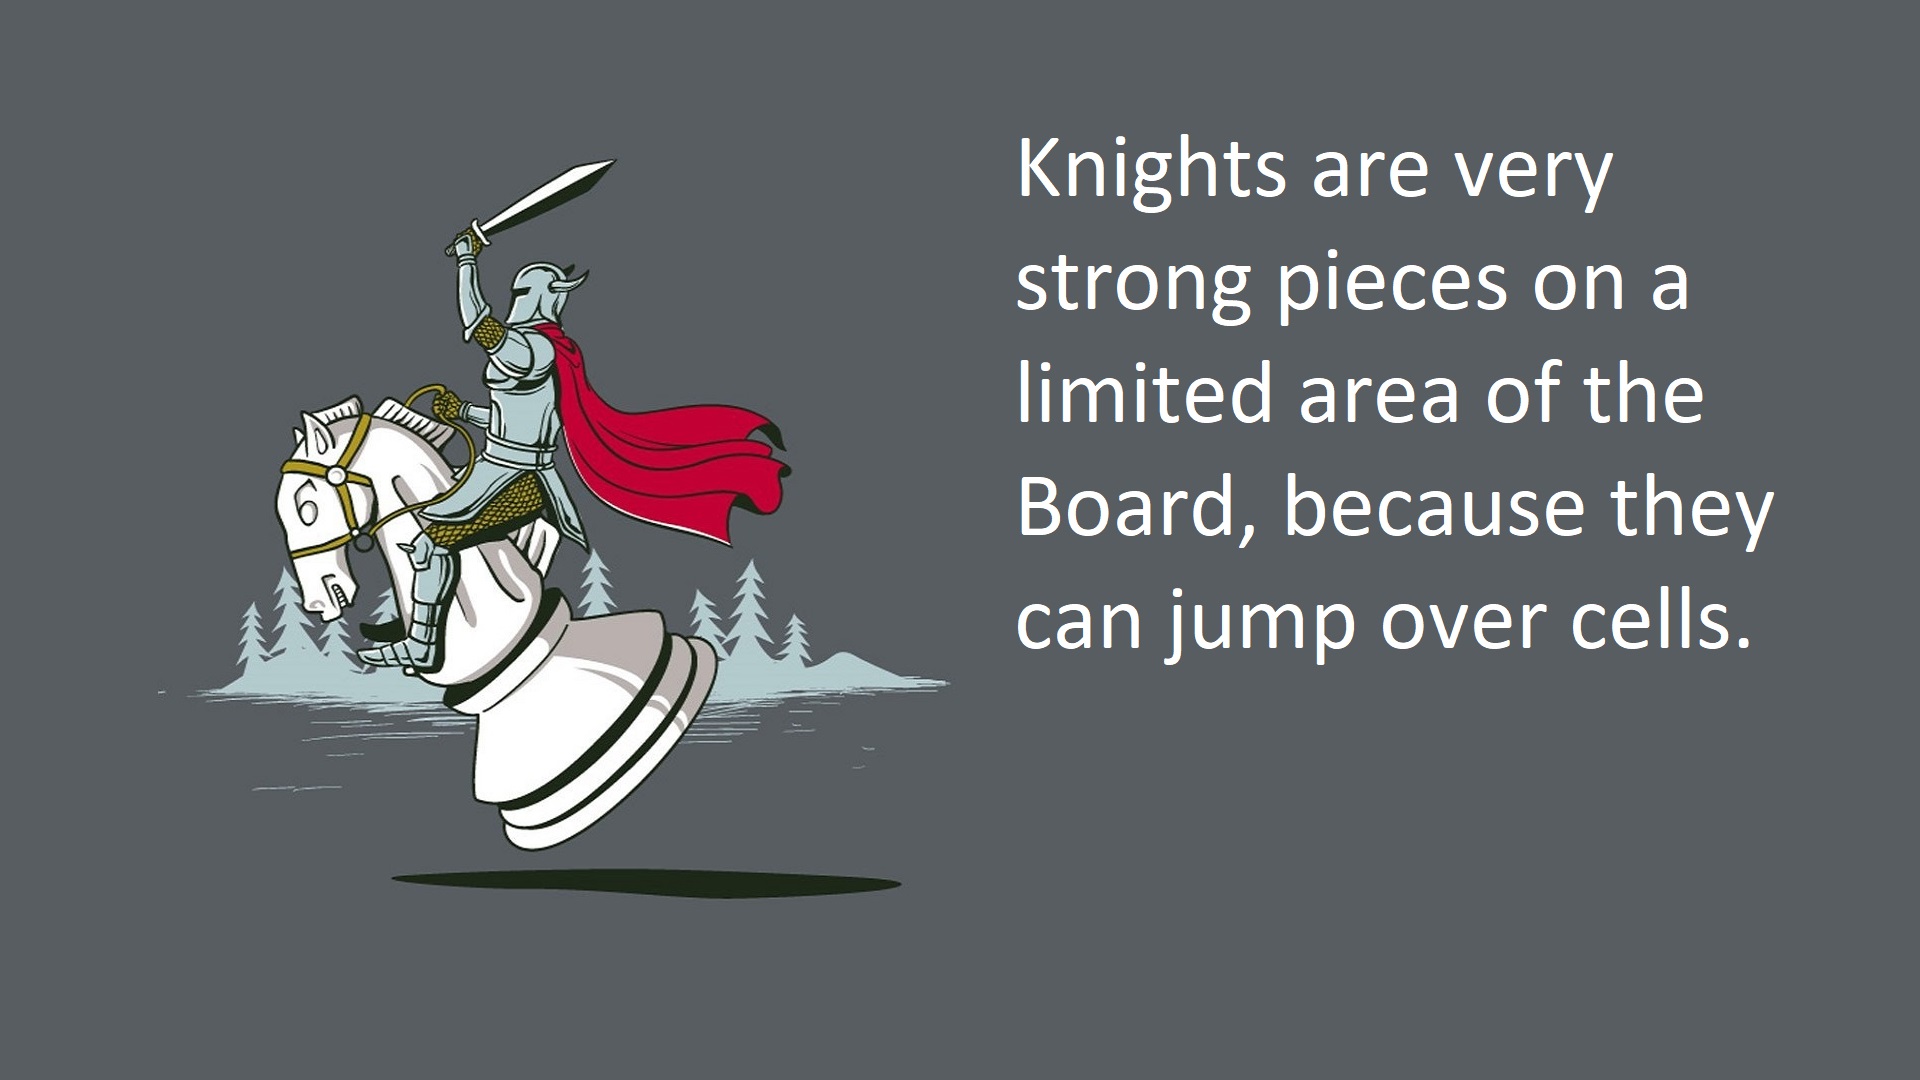 Knights are very
strong pieces on a
limited area of the
Board, because they
can jump over cells.